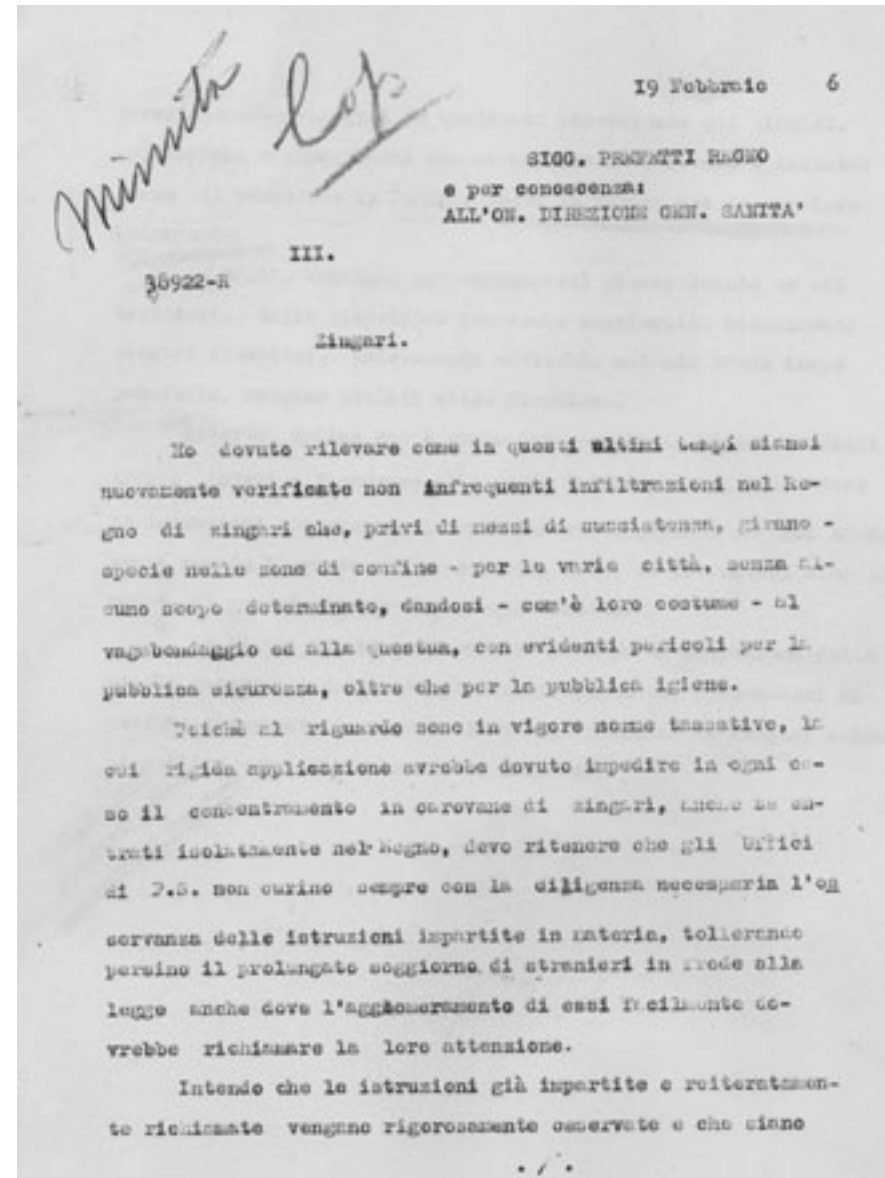 minuta
19 Febbraio 6
SIGG. PREFETTI REGNO
e per conoscenza:
ALL'ON. DIREZIONE GEN. SANITA'
III.
38922-R
Zingari.
Ho dovuto rilevare come in questi ultimi tempi siansi
nuovamente verificate non infrequenti infiltrazioni nel Re-
gno di zingari che, privi di mezzi di sussistenza, girano -
specie nelle zone di confine - per le varie città, senza al-
cuno scopo determinato, dandosi - com'è loro costume - al
vagabondaggio ed alla questua, con evidenti pericoli per la
pubblica sicurezza, oltre che per la pubblica igiene.
Poichè al riguardo sono in vigore norme tassative, la
cui rigida applicazione avrebbe dovuto impedire in ogni ca-
so il concentramento in carovane di zingari, anche se en-
trati isolatamente nel Regno, devo ritenere che gli Uffici
di P.S. non curino sempre con la diligenza necessaria l'os
servanza delle istruzioni impartite in materia, tollerando
persino il prolungato soggiorno di stranieri in frode alla
legge anche dove l'agglomeramento di essi facilmente do-
vrebbe richiamare la loro attenzione.
Intendo che le istruzioni già impartite e reiteratamen-
te richiamate vengano rigorosamente osservate e che siano
./.